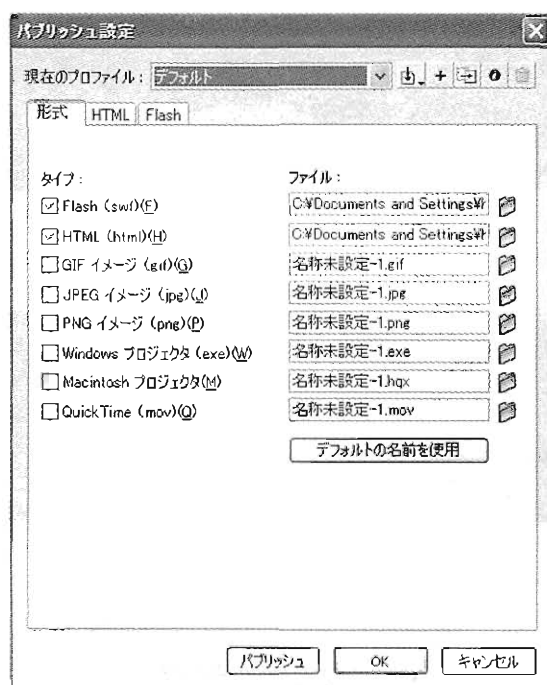 パブリッシュ設定
現在のプロファイル: デフォルト
形式 HTML Flash
タイプ: ファイル:
Flash (swf)(F) C:¥Documents and Settings¥
HTML (html)(H) C:¥Documents and Settings¥
GIF イメージ (gif)(G) 名称未設定-1.gif
JPEG イメージ (jpg)(J) 名称未設定-1.jpg
PNG イメージ (png)(P) 名称未設定-1.png
Windows プロジェクタ (exe)(W) 名称未設定-1.exe
Macintosh プロジェクタ(M) 名称未設定-1.hqx
QuickTime (mov)(Q) 名称未設定-1.mov
デフォルトの名前を使用
パブリッシュ OK キャンセル